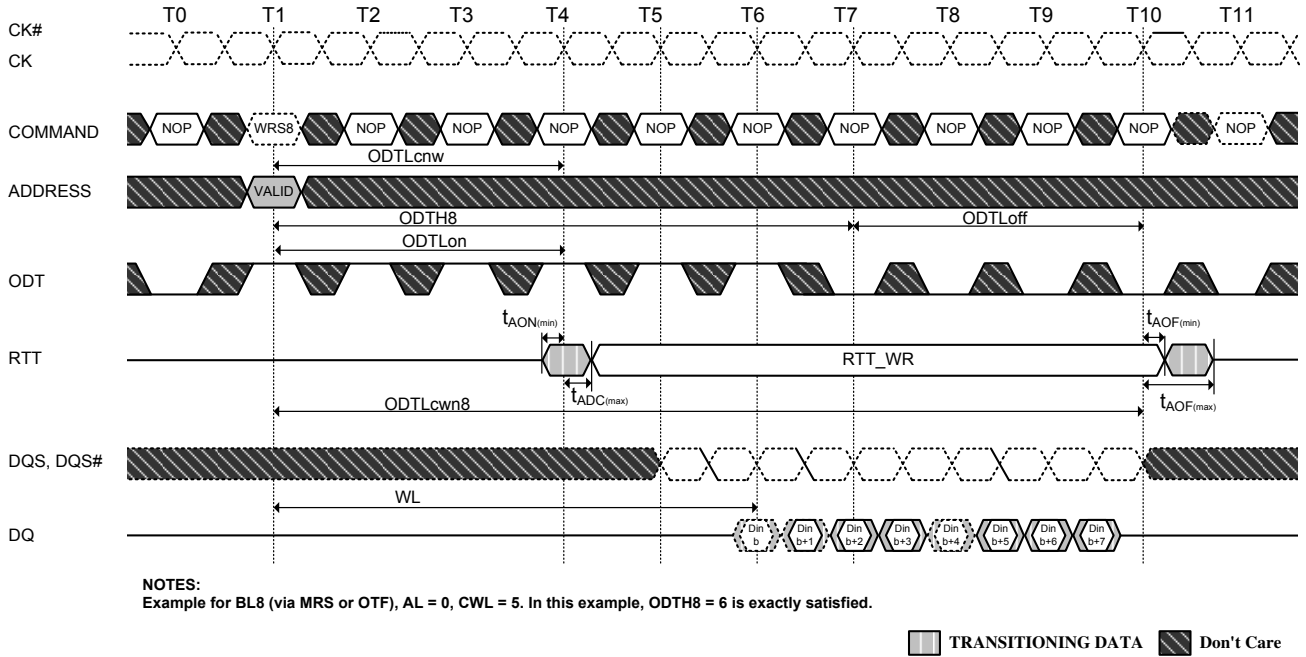 T0 T1 T2 T3 T4 T5 T6 T7 T8 T9 T10 T11
CK#
CK
COMMAND NOP WRS8 NOP NOP NOP NOP NOP NOP NOP NOP NOP NOP
ODTLcnw
ADDRESS VALID
ODTH8 ODTLoff
ODTLon
ODT
tAON(min) tAOF(min)
RTT RTT_WR
tADC(max) tAOF(max)
ODTLcwn8
DQS, DQS#
WL
DQ Din b Din b+1 Din b+2 Din b+3 Din b+4 Din b+5 Din b+6 Din b+7
NOTES:
Example for BL8 (via MRS or OTF), AL = 0, CWL = 5. In this example, ODTH8 = 6 is exactly satisfied.
TRANSITIONING DATA Don't Care